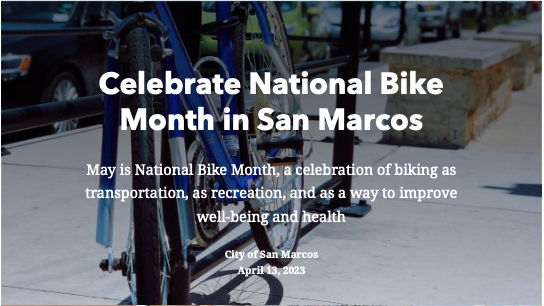 Celebrate National Bike
Month in San Marcos
May is National Bike Month, a celebration of biking as
transportation, as recreation, and as a way to improve
well-being and health
City of San Marcos
April 13, 2023